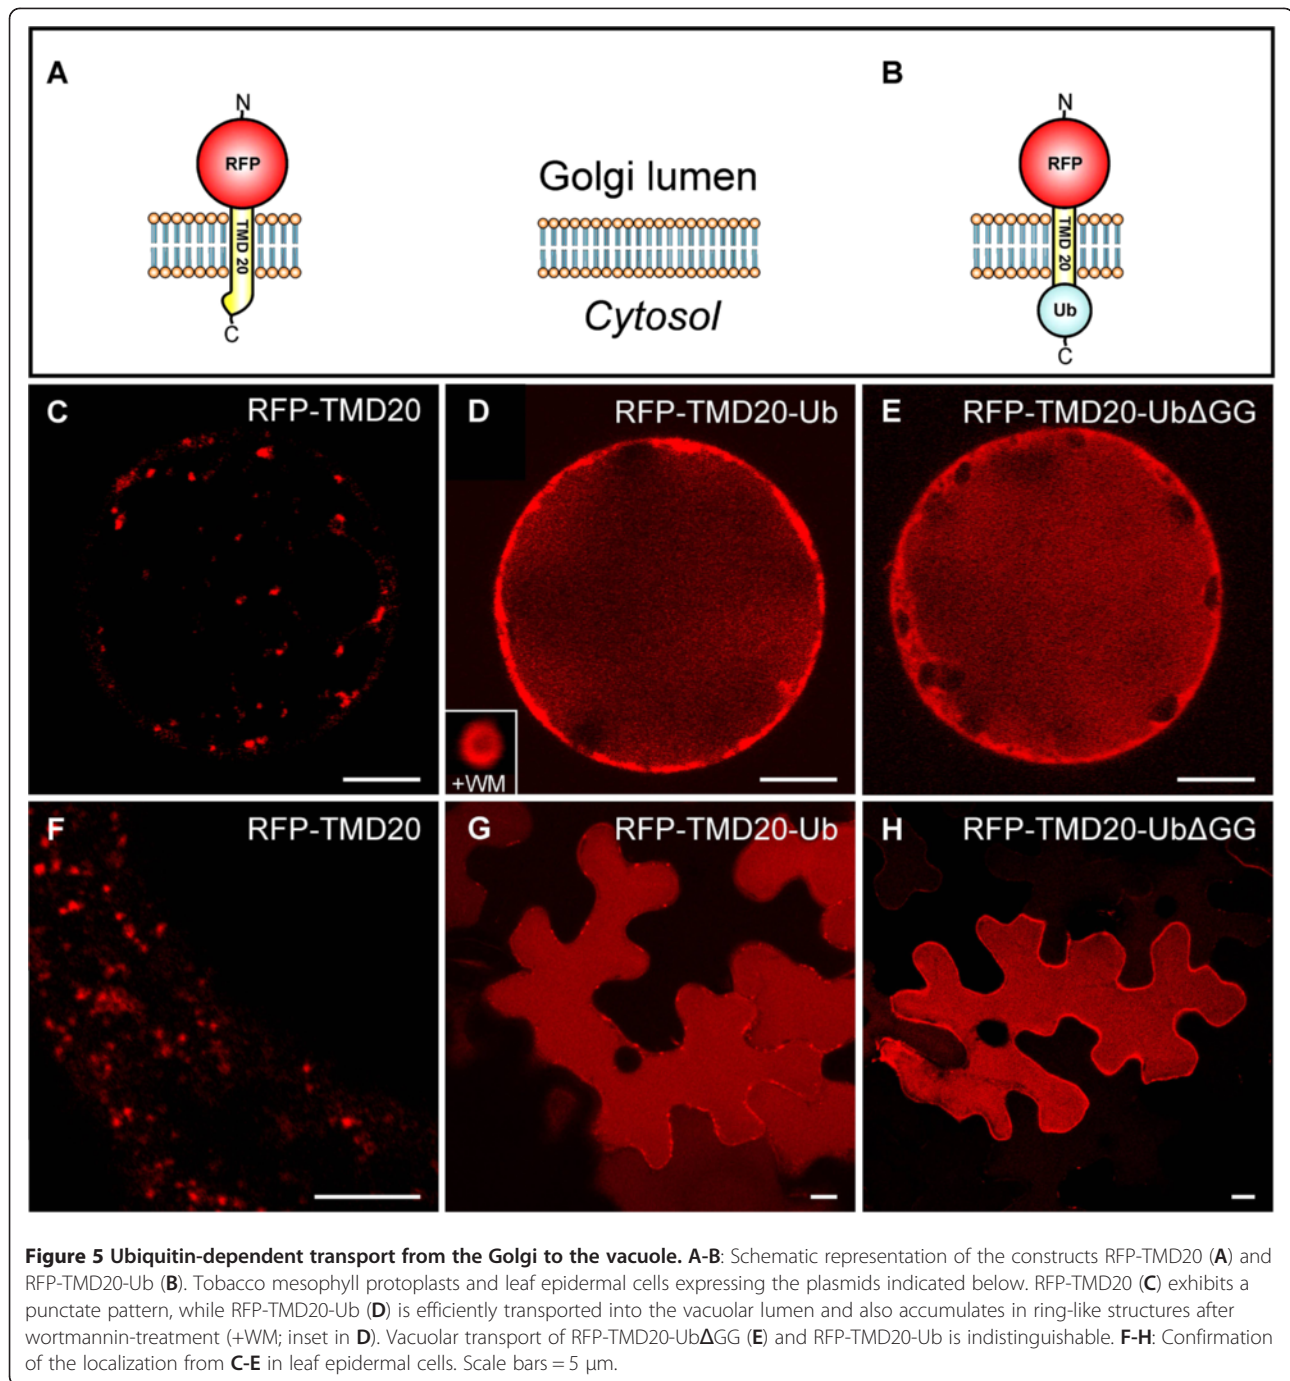 A
B
N
RFP
TMD 20
C
Golgi lumen
Cytosol
N
RFP
TMD 20
Ub
C
C
RFP-TMD20
D
RFP-TMD20-Ub
+WM
E
RFP-TMD20-UbΔGG
F
RFP-TMD20
G
RFP-TMD20-Ub
H
RFP-TMD20-UbΔGG
Figure 5 Ubiquitin-dependent transport from the Golgi to the vacuole. A-B: Schematic representation of the constructs RFP-TMD20 (A) and
RFP-TMD20-Ub (B). Tobacco mesophyll protoplasts and leaf epidermal cells expressing the plasmids indicated below. RFP-TMD20 (C) exhibits a
punctate pattern, while RFP-TMD20-Ub (D) is efficiently transported into the vacuolar lumen and also accumulates in ring-like structures after
wortmannin-treatment (+WM; inset in D). Vacuolar transport of RFP-TMD20-UbΔGG (E) and RFP-TMD20-Ub is indistinguishable. F-H: Confirmation
of the localization from C-E in leaf epidermal cells. Scale bars = 5 μm.